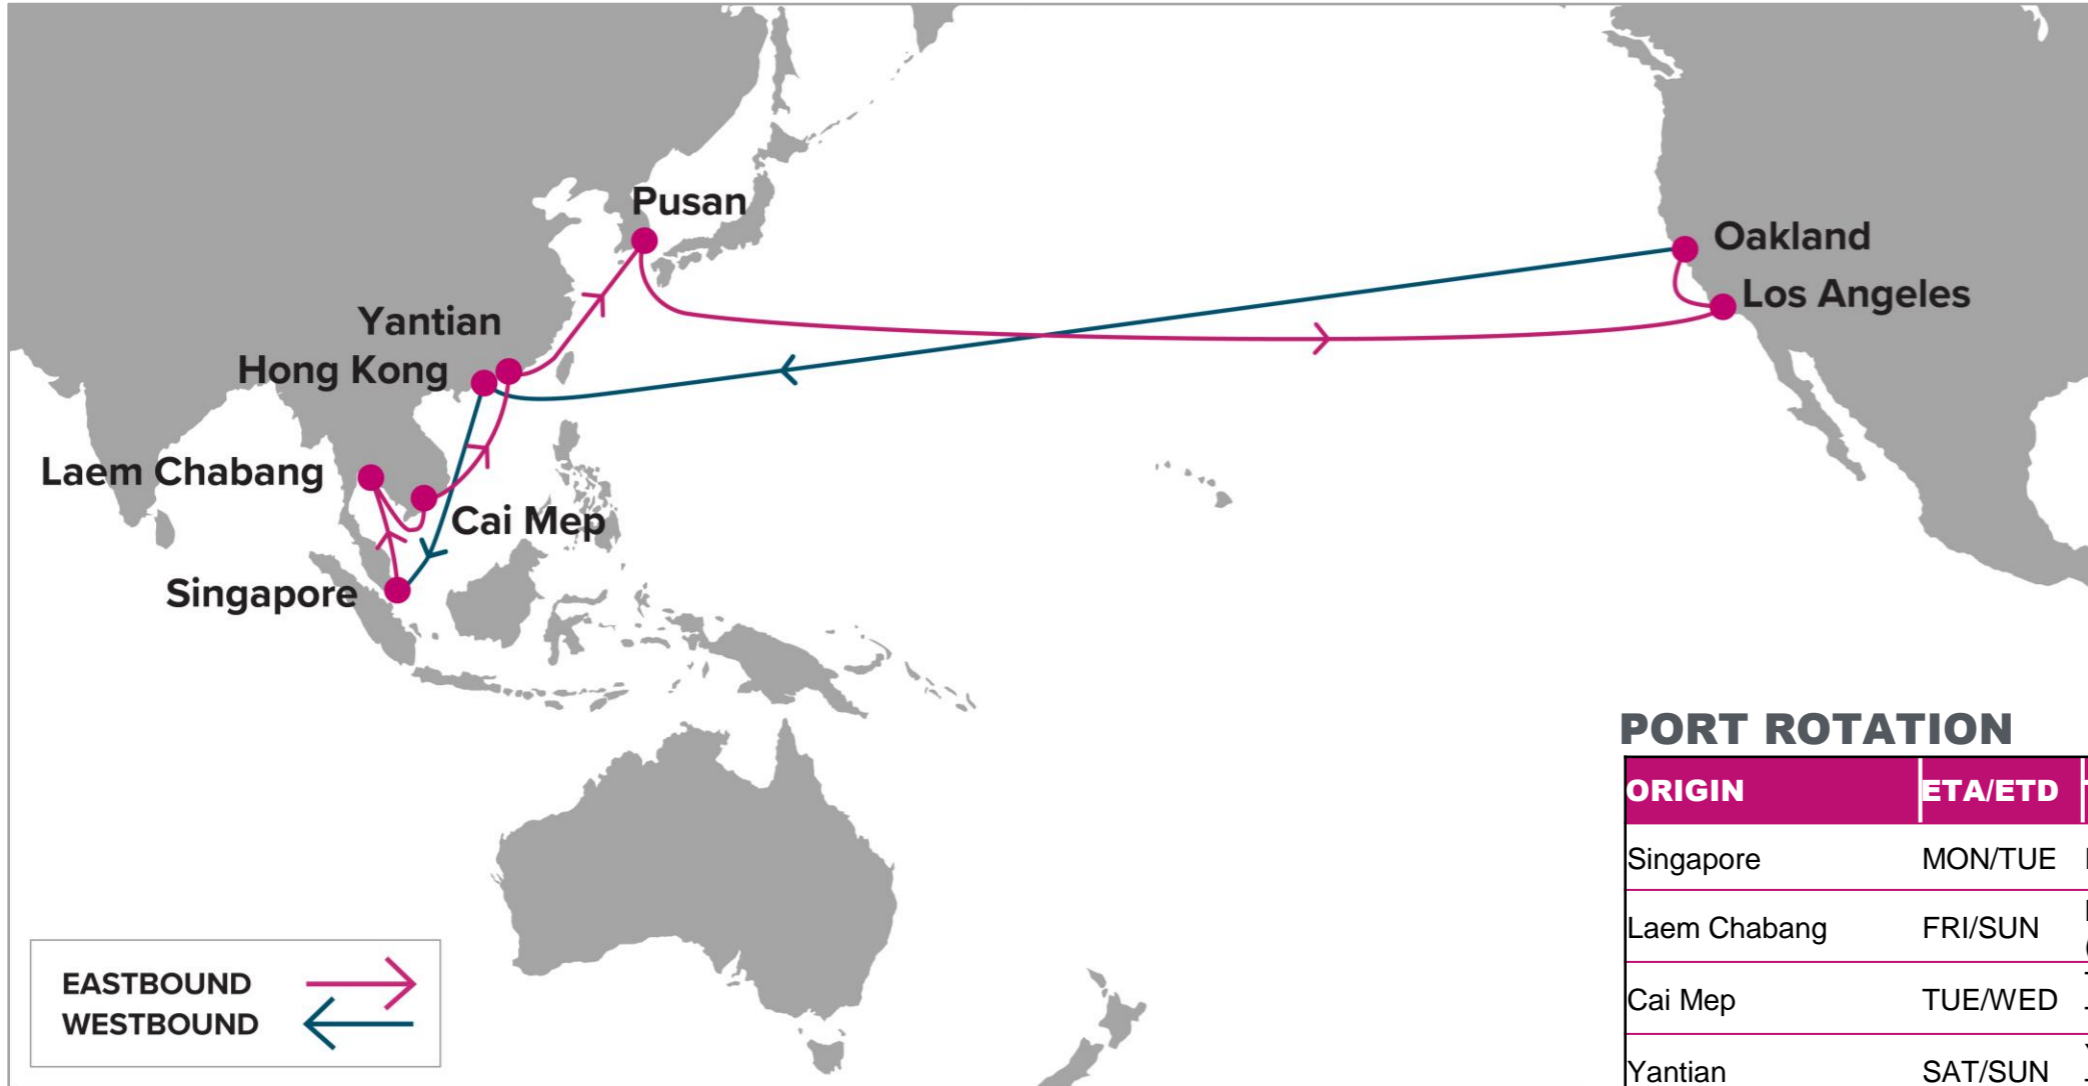 Pusan
Oakland
Los Angeles
Yantian
Hong Kong
Laem Chabang
Cai Mep
Singapore
PORT ROTATION
ORIGIN ETA/ETD
Singapore MON/TUE
Laem Chabang FRI/SUN
Cai Mep TUE/WED
Yantian SAT/SUN
EASTBOUND
WESTBOUND